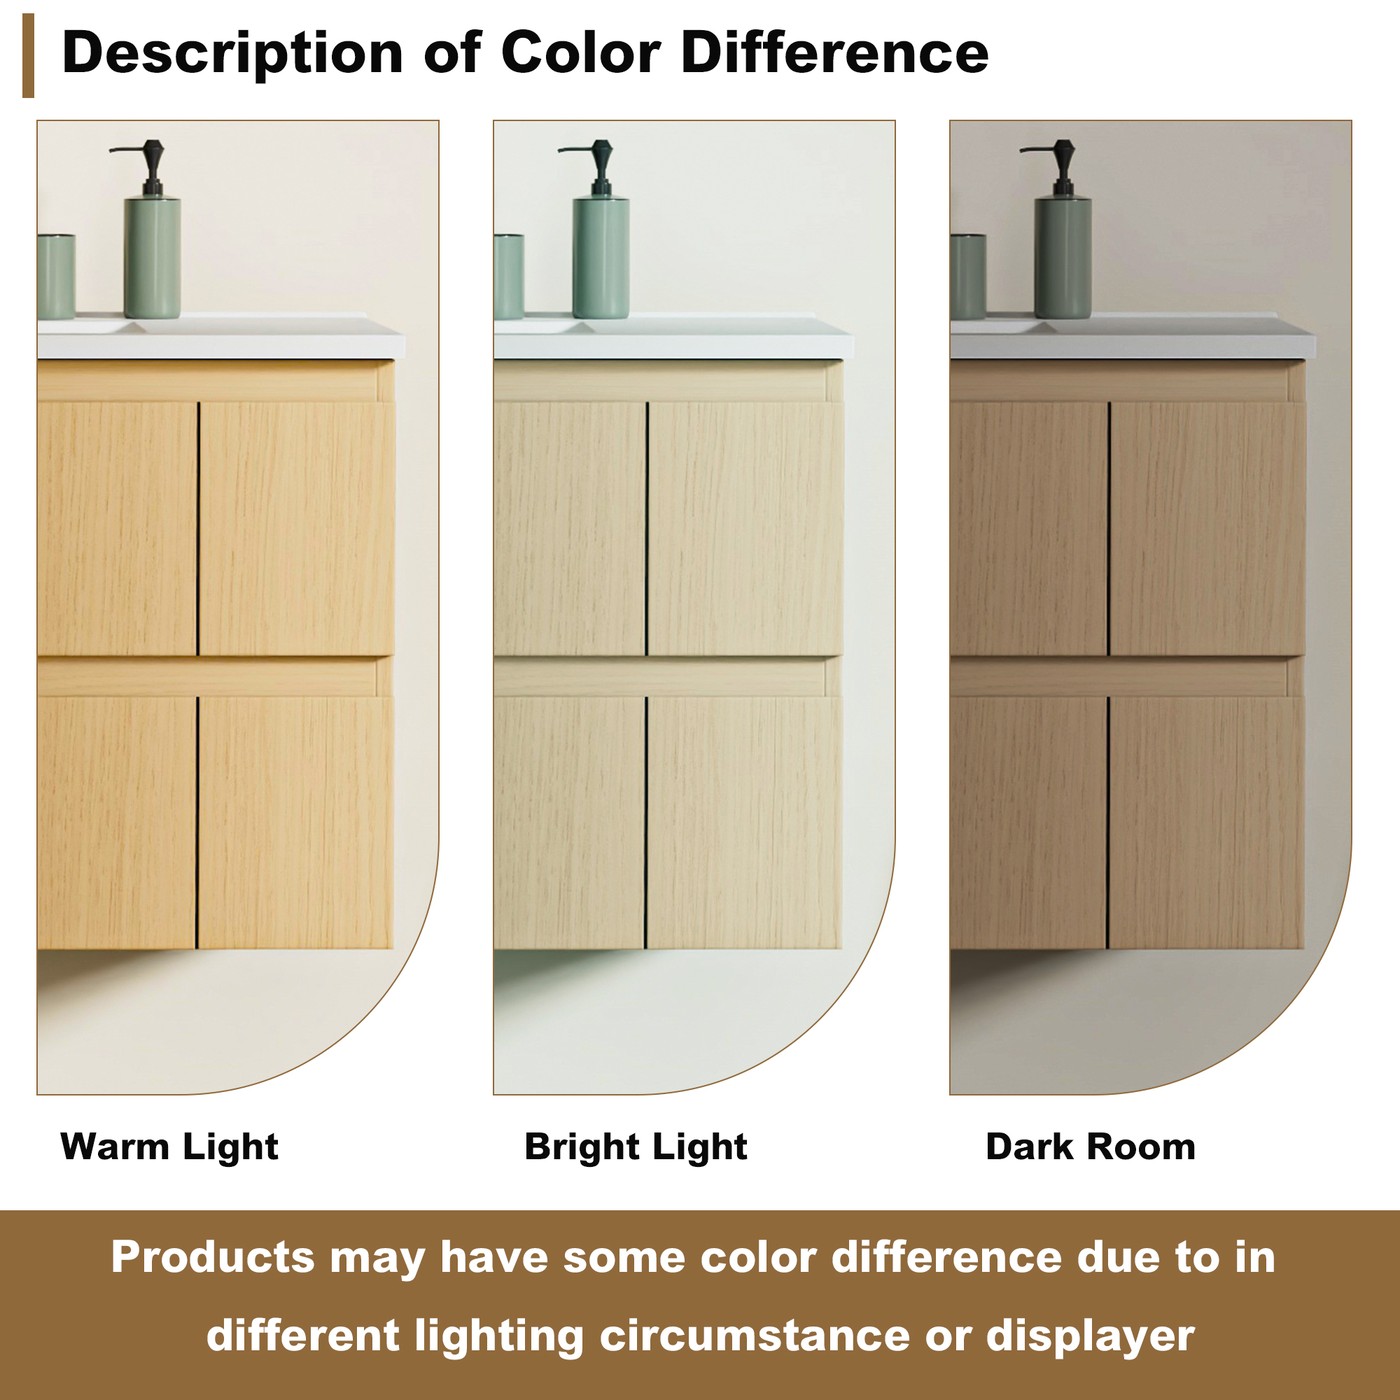 Description of Color Difference
Warm Light
Bright Light
Dark Room
Products may have some color difference due to in
different lighting circumstance or displayer